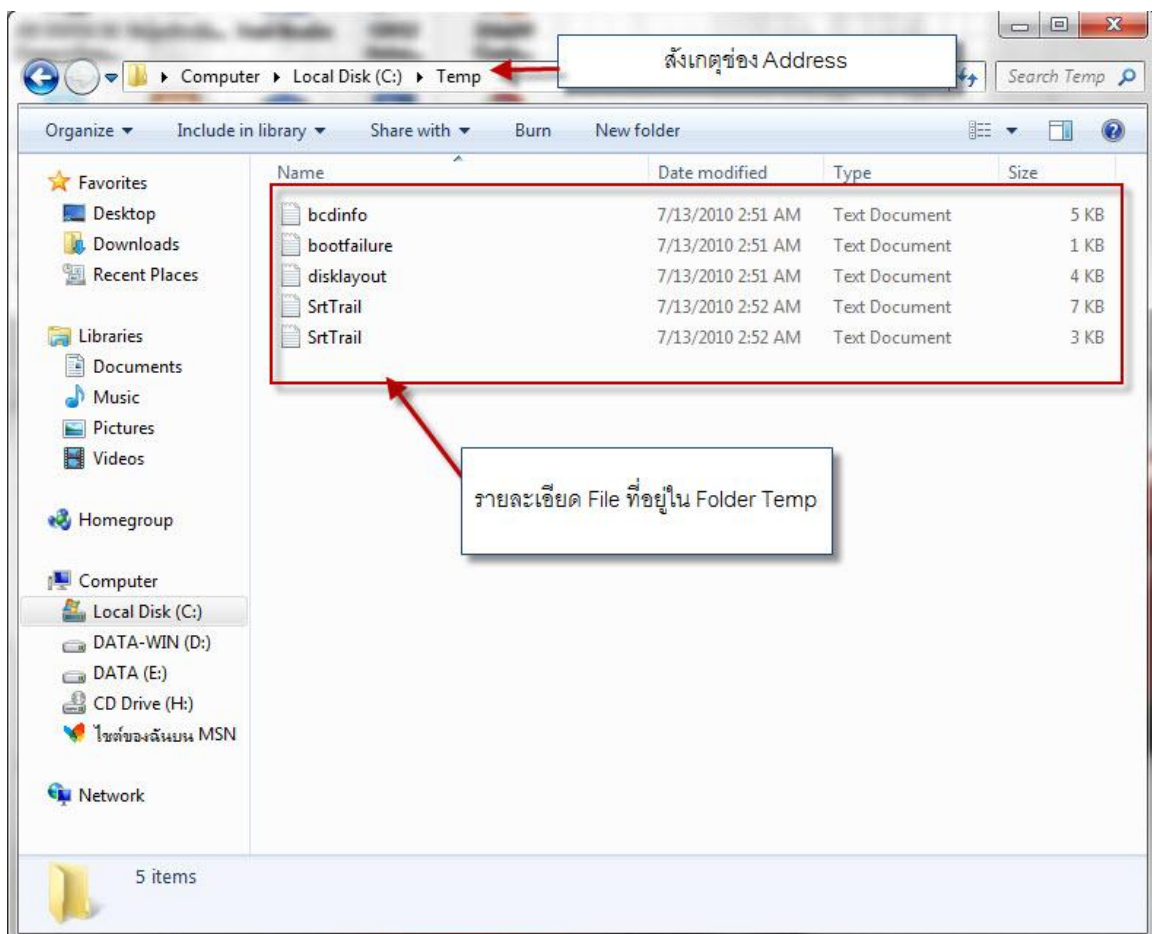 สังเกตุช่อง Address
Computer Local Disk (C:) Temp
Search Temp
Organize Include in library Share with Burn New folder
Name Date modified Type Size
Favorites
Desktop
Downloads
Recent Places
Libraries
Documents
Music
Pictures
Videos
Homegroup
Computer
Local Disk (C:)
DATA-WIN (D:)
DATA (E:)
CD Drive (H:)
ไซต์ของฉันบน MSN
Network
bcdinfo 7/13/2010 2:51 AM Text Document 5 KB
bootfailure 7/13/2010 2:51 AM Text Document 1 KB
disklayout 7/13/2010 2:51 AM Text Document 4 KB
SrtTrail 7/13/2010 2:52 AM Text Document 7 KB
SrtTrail 7/13/2010 2:52 AM Text Document 3 KB
รายละเอียด File ที่อยู่ใน Folder Temp
5 items